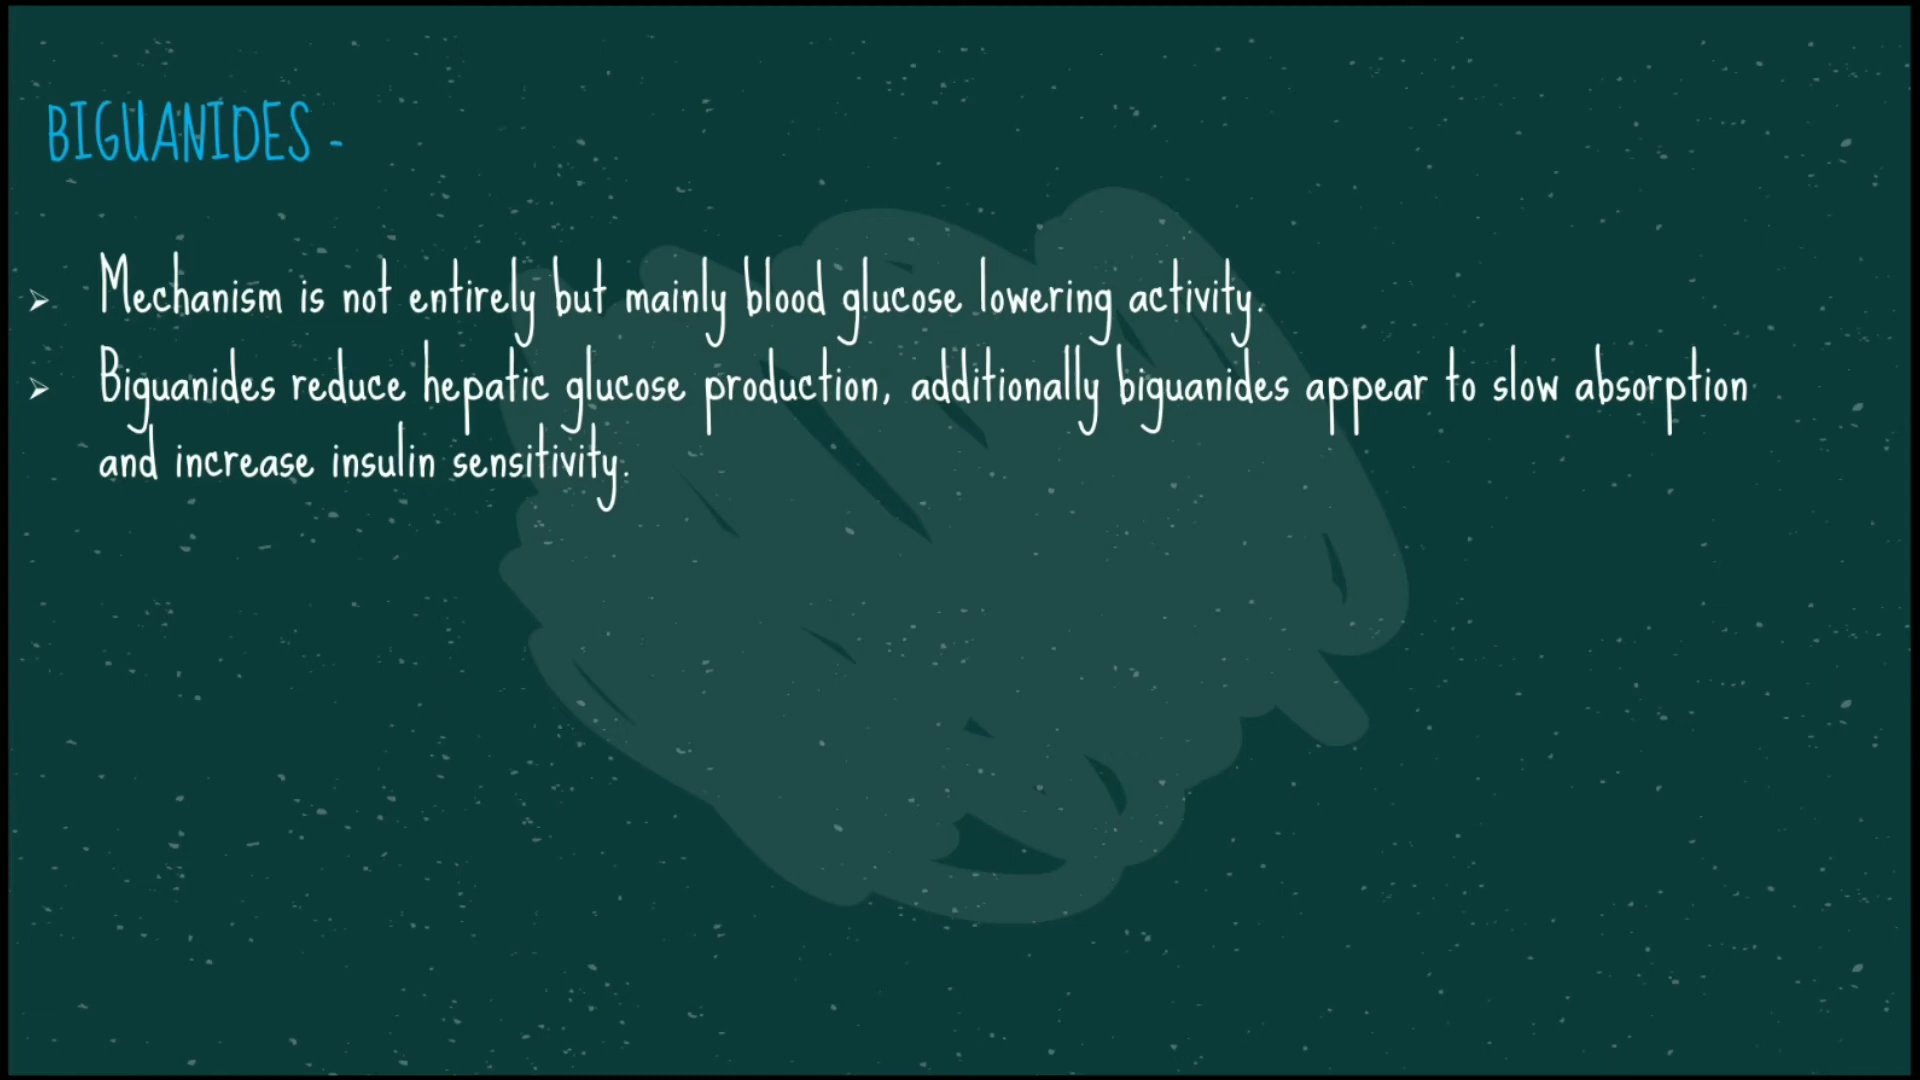 BIGUANIDES -
➢ Mechanism is not entirely but mainly blood glucose lowering activity.
➢ Biguanides reduce hepatic glucose production, additionally biguanides appear to slow absorption
and increase insulin sensitivity.